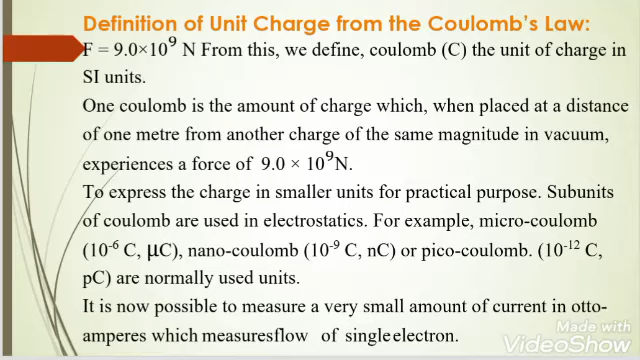 Definition of Unit Charge from the Coulomb's Law:
F = 9.0×10⁹ N From this, we define, coulomb (C) the unit of charge in
SI units.
One coulomb is the amount of charge which, when placed at a distance
of one metre from another charge of the same magnitude in vacuum,
experiences a force of 9.0 × 10⁹N.
To express the charge in smaller units for practical purpose. Subunits
of coulomb are used in electrostatics. For example, micro-coulomb
(10⁻⁶ C, μC), nano-coulomb (10⁻⁹ C, nC) or pico-coulomb. (10⁻¹² C,
pC) are normally used units.
It is now possible to measure a very small amount of current in otto-
amperes which measuresflow of singleelectron.
Made with
VideoShow